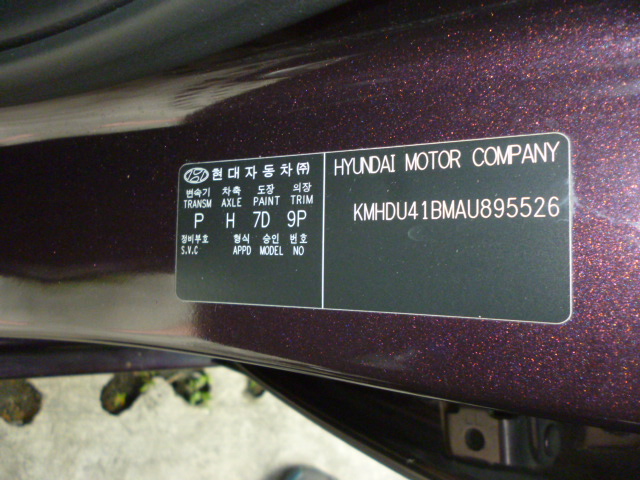 현대자동차㈜
변속기 차축 도장 의장
TRANSM AXLE PAINT TRIM
P H 7D 9P
정비부호 형식 승인 번호
S.V.C APPD MODEL NO
HYUNDAI MOTOR COMPANY
KMHDU41BMAU895526